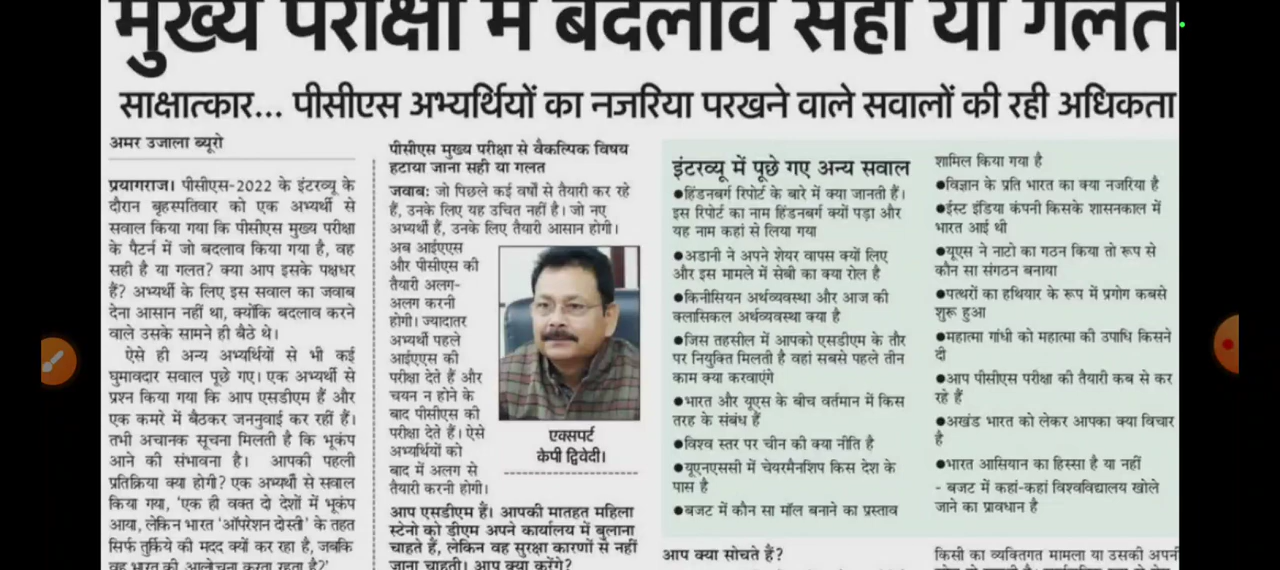 मुख्य परीक्षा में बदलाव सही या गलत
साक्षात्कार... पीसीएस अभ्यर्थियों का नजरिया परखने वाले सवालों की रही अधिकता
अमर उजाला ब्यूरो
प्रयागराज। पीसीएस-2022 के इंटरव्यू के
दौरान बृहस्पतिवार को एक अभ्यर्थी से
सवाल किया गया कि पीसीएस मुख्य परीक्षा
के पैटर्न में जो बदलाव किया गया है, वह
सही है या गलत? क्या आप इसके पक्षधर
हैं? अभ्यर्थी के लिए इस सवाल का जवाब
देना आसान नहीं था, क्योंकि बदलाव करने
वाले उसके सामने ही बैठे थे।
ऐसे ही अन्य अभ्यर्थियों से भी कई
घुमावदार सवाल पूछे गए। एक अभ्यर्थी से
प्रश्न किया गया कि आप एसडीएम हैं और
एक कमरे में बैठकर जननुवाई कर रहीं हैं।
तभी अचानक सूचना मिलती है कि भूकंप
आने की संभावना है। आपकी पहली
प्रतिक्रिया क्या होगी? एक अभ्यर्थी से सवाल
किया गया, 'एक ही वक्त दो देशों में भूकंप
आया, लेकिन भारत 'ऑपरेशन दोस्ती' के तहत
सिर्फ तुर्किये की मदद क्यों कर रहा है, जबकि
वह भारत की आलोचना करता रहता है?'
पीसीएस मुख्य परीक्षा से वैकल्पिक विषय
हटाया जाना सही या गलत
जवाब: जो पिछले कई वर्षों से तैयारी कर रहे
हैं, उनके लिए यह उचित नहीं है। जो नए
अभ्यर्थी हैं, उनके लिए तैयारी आसान होगी।
अब आईएएस
और पीसीएस की
तैयारी अलग-
अलग करनी
होगी। ज्यादातर
अभ्यर्थी पहले
आईएएस की
परीक्षा देते हैं और
चयन न होने के
बाद पीसीएस की
परीक्षा देते हैं। ऐसे
अभ्यर्थियों को
बाद में अलग से
तैयारी करनी होगी।
एक्सपर्ट
केपी द्विवेदी।
आप एसडीएम हैं। आपकी मातहत महिला
स्टेनो को डीएम अपने कार्यालय में बुलाना
चाहते हैं, लेकिन वह सुरक्षा कारणों से नहीं
जाना चाहती। आप क्या करेंगे?
इंटरव्यू में पूछे गए अन्य सवाल
●हिंडनबर्ग रिपोर्ट के बारे में क्या जानती हैं।
इस रिपोर्ट का नाम हिंडनबर्ग क्यों पड़ा और
यह नाम कहां से लिया गया
●अडानी ने अपने शेयर वापस क्यों लिए
और इस मामले में सेबी का क्या रोल है
●किनीसियन अर्थव्यवस्था और आज की
क्लासिकल अर्थव्यवस्था क्या है
●जिस तहसील में आपको एसडीएम के तौर
पर नियुक्ति मिलती है वहां सबसे पहले तीन
काम क्या करवाएंगे
●भारत और यूएस के बीच वर्तमान में किस
तरह के संबंध हैं
●विश्व स्तर पर चीन की क्या नीति है
●यूएनएससी में चेयरमैनशिप किस देश के
पास है
●बजट में कौन सा मॉल बनाने का प्रस्ताव
शामिल किया गया है
●विज्ञान के प्रति भारत का क्या नजरिया है
●ईस्ट इंडिया कंपनी किसके शासनकाल में
भारत आई थी
●यूएस ने नाटो का गठन किया तो रूप से
कौन सा संगठन बनाया
●पत्थरों का हथियार के रूप में प्रगोग कबसे
शुरू हुआ
●महात्मा गांधी को महात्मा की उपाधि किसने
दी
●आप पीसीएस परीक्षा की तैयारी कब से कर
रहे हैं
●अखंड भारत को लेकर आपका क्या विचार
है
●भारत आसियान का हिस्सा है या नहीं
- बजट में कहां-कहां विश्वविद्यालय खोले
जाने का प्रावधान है
आप क्या सोचते हैं?
किसी का व्यक्तिगत मामला या उसकी अपनी